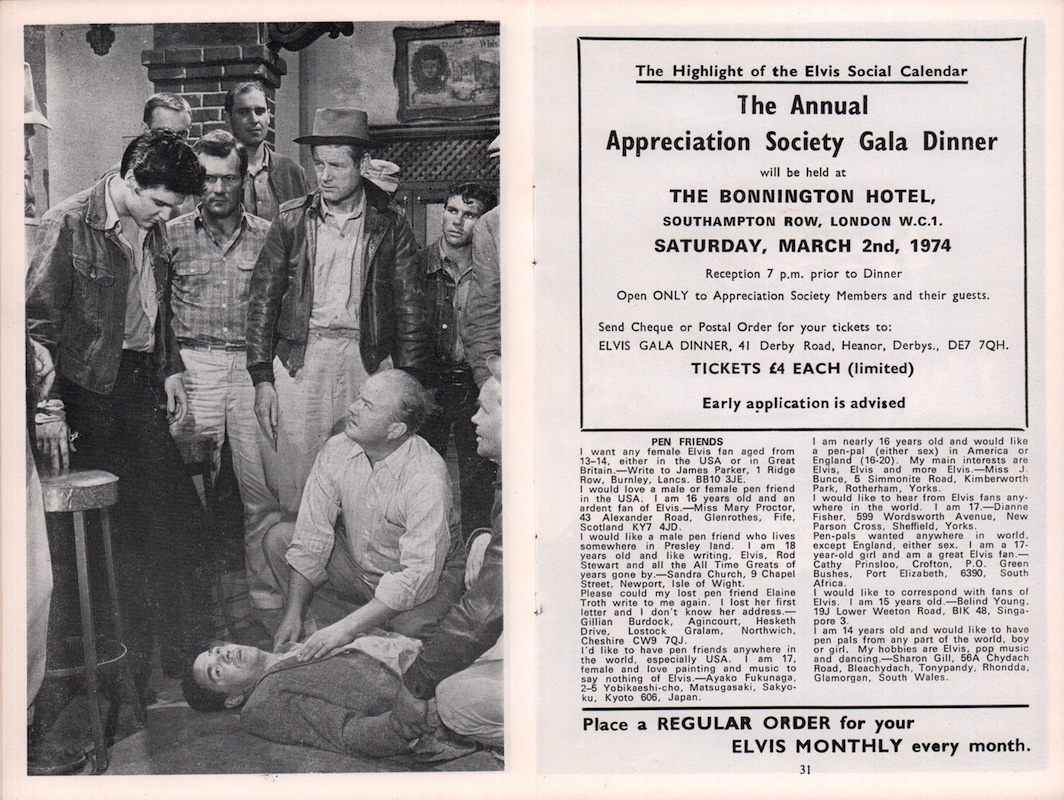 The Highlight of the Elvis Social Calendar
The Annual
Appreciation Society Gala Dinner
will be held at
THE BONNINGTON HOTEL,
SOUTHAMPTON ROW, LONDON W.C.1.
SATURDAY, MARCH 2nd, 1974
Reception 7 p.m. prior to Dinner
Open ONLY to Appreciation Society Members and their guests.
Send Cheque or Postal Order for your tickets to:
ELVIS GALA DINNER, 41 Derby Road, Heanor, Derbys., DE7 7QH.
TICKETS £4 EACH (limited)
Early application is advised
PEN FRIENDS
I want any female Elvis fan aged from
13–14, either in the USA or in Great
Britain.—Write to James Parker, 1 Ridge
Row, Burnley, Lancs. BB10 3JE.
I would love a male or female pen friend
in the USA. I am 16 years old and an
ardent fan of Elvis.—Miss Mary Proctor,
43 Alexander Road, Glenrothes, Fife,
Scotland KY7 4JD.
I would like a male pen friend who lives
somewhere in Presley land. I am 18
years old and like writing, Elvis, Rod
Stewart and all the All Time Greats of
years gone by.—Sandra Church, 9 Chapel
Street, Newport, Isle of Wight.
Please could my lost pen friend Elaine
Troth write to me again. I lost her first
letter and I don't know her address.—
Gillian Burdock, Agincourt, Hesketh
Drive, Lostock Gralam, Northwich,
Cheshire CW9 7QJ.
I'd like to have pen friends anywhere in
the world, especially USA. I am 17,
female and love painting and music to
say nothing of Elvis.—Ayako Fukunaga,
2–5 Yobikaeshi-cho, Matsugasaki, Sakyo-
ku, Kyoto 606, Japan.
I am nearly 16 years old and would like
a pen-pal (either sex) in America or
England (16-20). My main interests are
Elvis, Elvis and more Elvis.—Miss J.
Bunce, 5 Simmonite Road, Kimberworth
Park, Rotherham, Yorks.
I would like to hear from Elvis fans any-
where in the world. I am 17.—Dianne
Fisher, 599 Wordsworth Avenue, New
Parson Cross, Sheffield, Yorks.
Pen-pals wanted anywhere in world,
except England, either sex. I am a 17-
year-old girl and am a great Elvis fan.—
Cathy Prinsloo, Crofton, P.O. Green
Bushes, Port Elizabeth, 6390, South
Africa.
I would like to correspond with fans of
Elvis. I am 15 years old.—Belind Young,
19J Lower Weeton Road, BIK 48, Singa-
pore 3.
I am 14 years old and would like to have
pen pals from any part of the world, boy
or girl. My hobbies are Elvis, pop music
and dancing.—Sharon Gill, 56A Chydach
Road, Bleachydach, Tonypandy, Rhondda,
Glamorgan, South Wales.
Place a REGULAR ORDER for your
ELVIS MONTHLY every month.
31